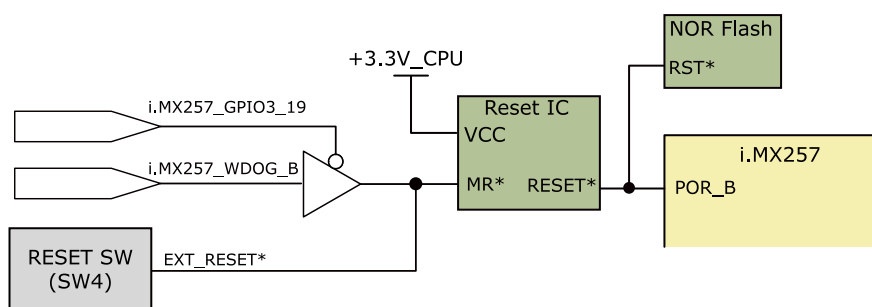 NOR Flash
RST*
+3.3V_CPU
i.MX257_GPIO3_19
Reset IC
VCC
i.MX257
i.MX257_WDOG_B
MR*
RESET*
POR_B
RESET SW
(SW4)
EXT_RESET*